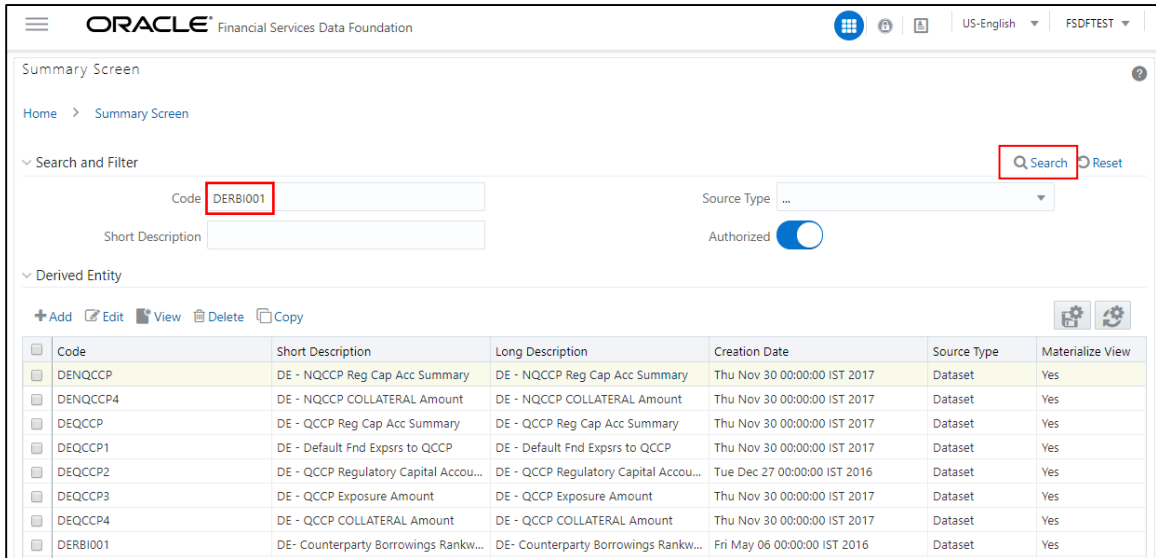 ORACLE® Financial Services Data Foundation US-English FSDFTEST
Summary Screen
Home > Summary Screen
Search and Filter Search Reset
Code DERBI001 Source Type ...
Short Description Authorized
Derived Entity
Add Edit View Delete Copy
Code Short Description Long Description Creation Date Source Type Materialize View
DENQCCP DE - NQCCP Reg Cap Acc Summary DE - NQCCP Reg Cap Acc Summary Thu Nov 30 00:00:00 IST 2017 Dataset Yes
DENQCCP4 DE - NQCCP COLLATERAL Amount DE - NQCCP COLLATERAL Amount Thu Nov 30 00:00:00 IST 2017 Dataset Yes
DEQCCP DE - QCCP Reg Cap Acc Summary DE - QCCP Reg Cap Acc Summary Thu Nov 30 00:00:00 IST 2017 Dataset Yes
DEQCCP1 DE - Default Fnd Expsrs to QCCP DE - Default Fnd Expsrs to QCCP Thu Nov 30 00:00:00 IST 2017 Dataset Yes
DEQCCP2 DE - QCCP Regulatory Capital Accou... DE - QCCP Regulatory Capital Accou... Tue Dec 27 00:00:00 IST 2016 Dataset Yes
DEQCCP3 DE - QCCP Exposure Amount DE - QCCP Exposure Amount Thu Nov 30 00:00:00 IST 2017 Dataset Yes
DEQCCP4 DE - QCCP COLLATERAL Amount DE - QCCP COLLATERAL Amount Thu Nov 30 00:00:00 IST 2017 Dataset Yes
DERBI001 DE- Counterparty Borrowings Rankw... DE- Counterparty Borrowings Rankw... Fri May 06 00:00:00 IST 2016 Dataset Yes